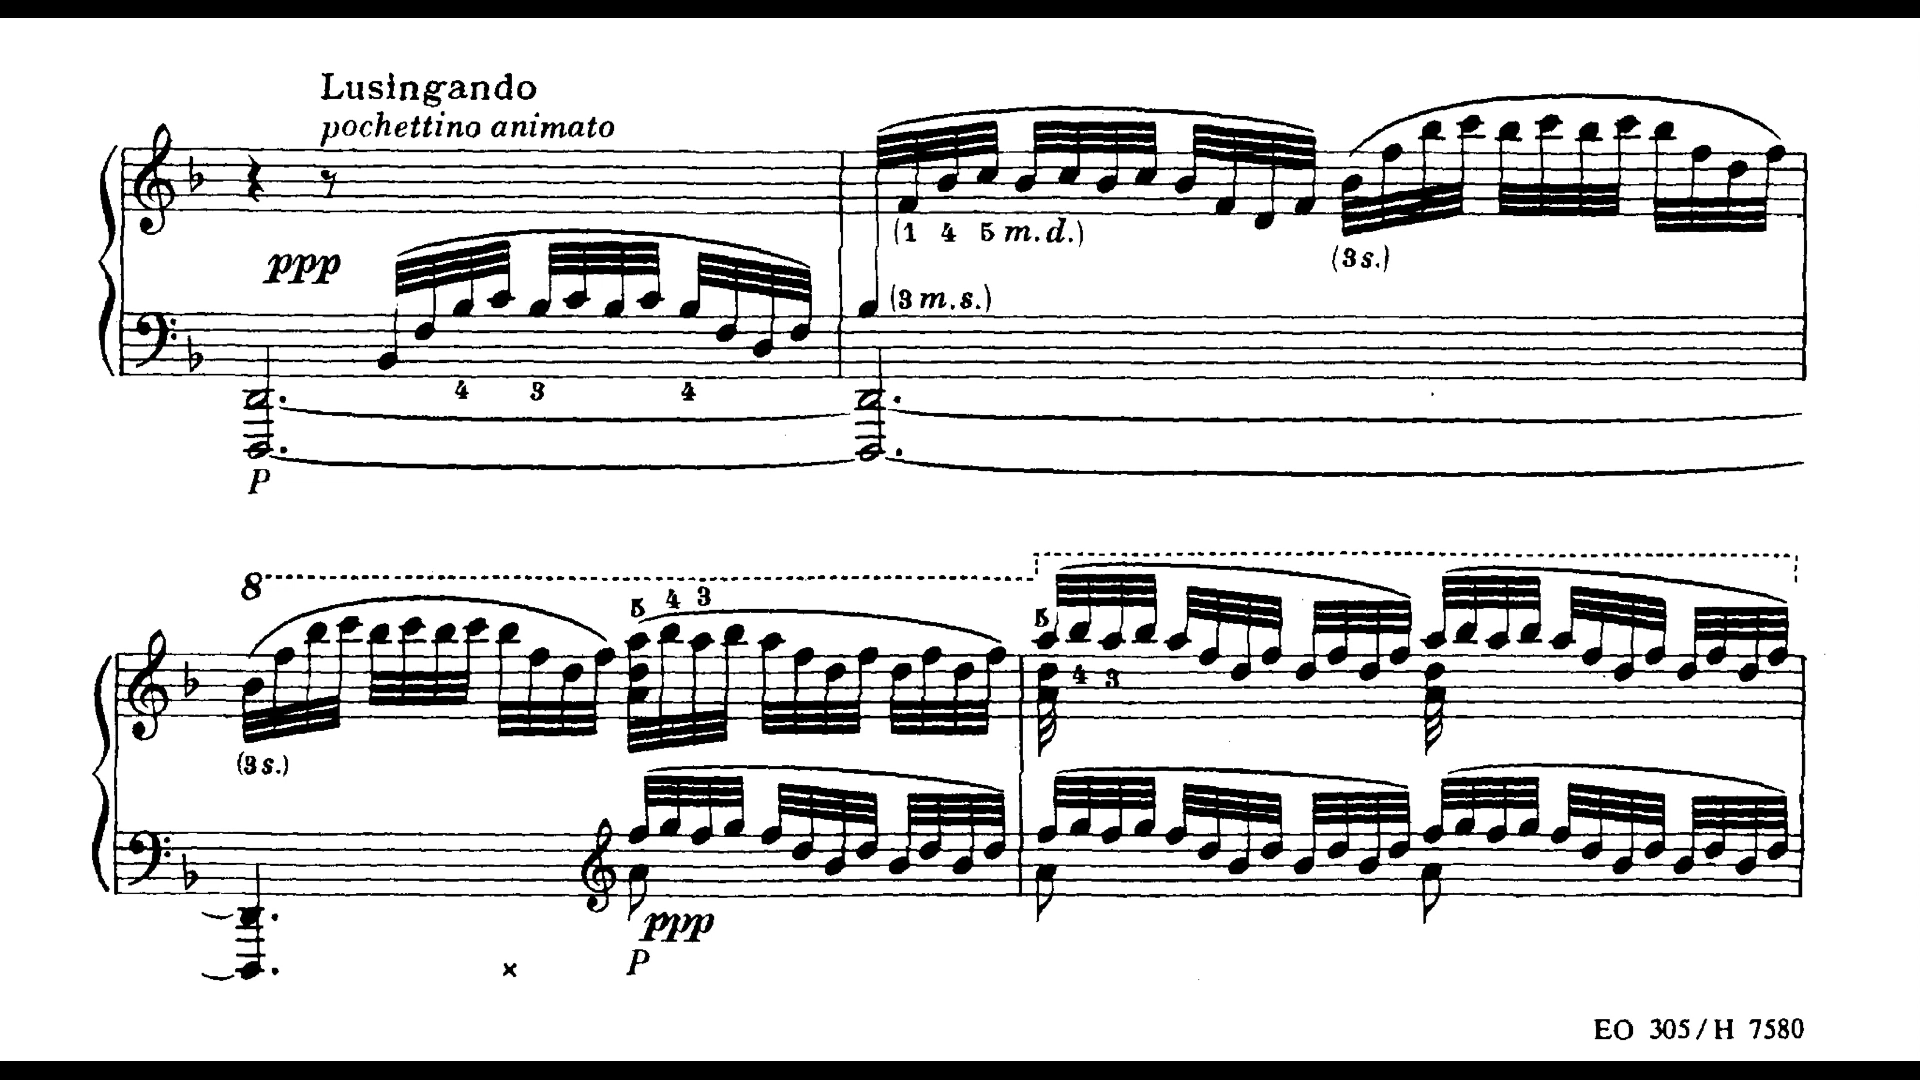 Lusingando
pochettino animato
(1 4 5 m.d.)
(3 s.)
ppp
(3 m.s.)
4 3 4
P
8
5 4 3
5
4 3
(3 s.)
ppp
P
EO 305/H 7580